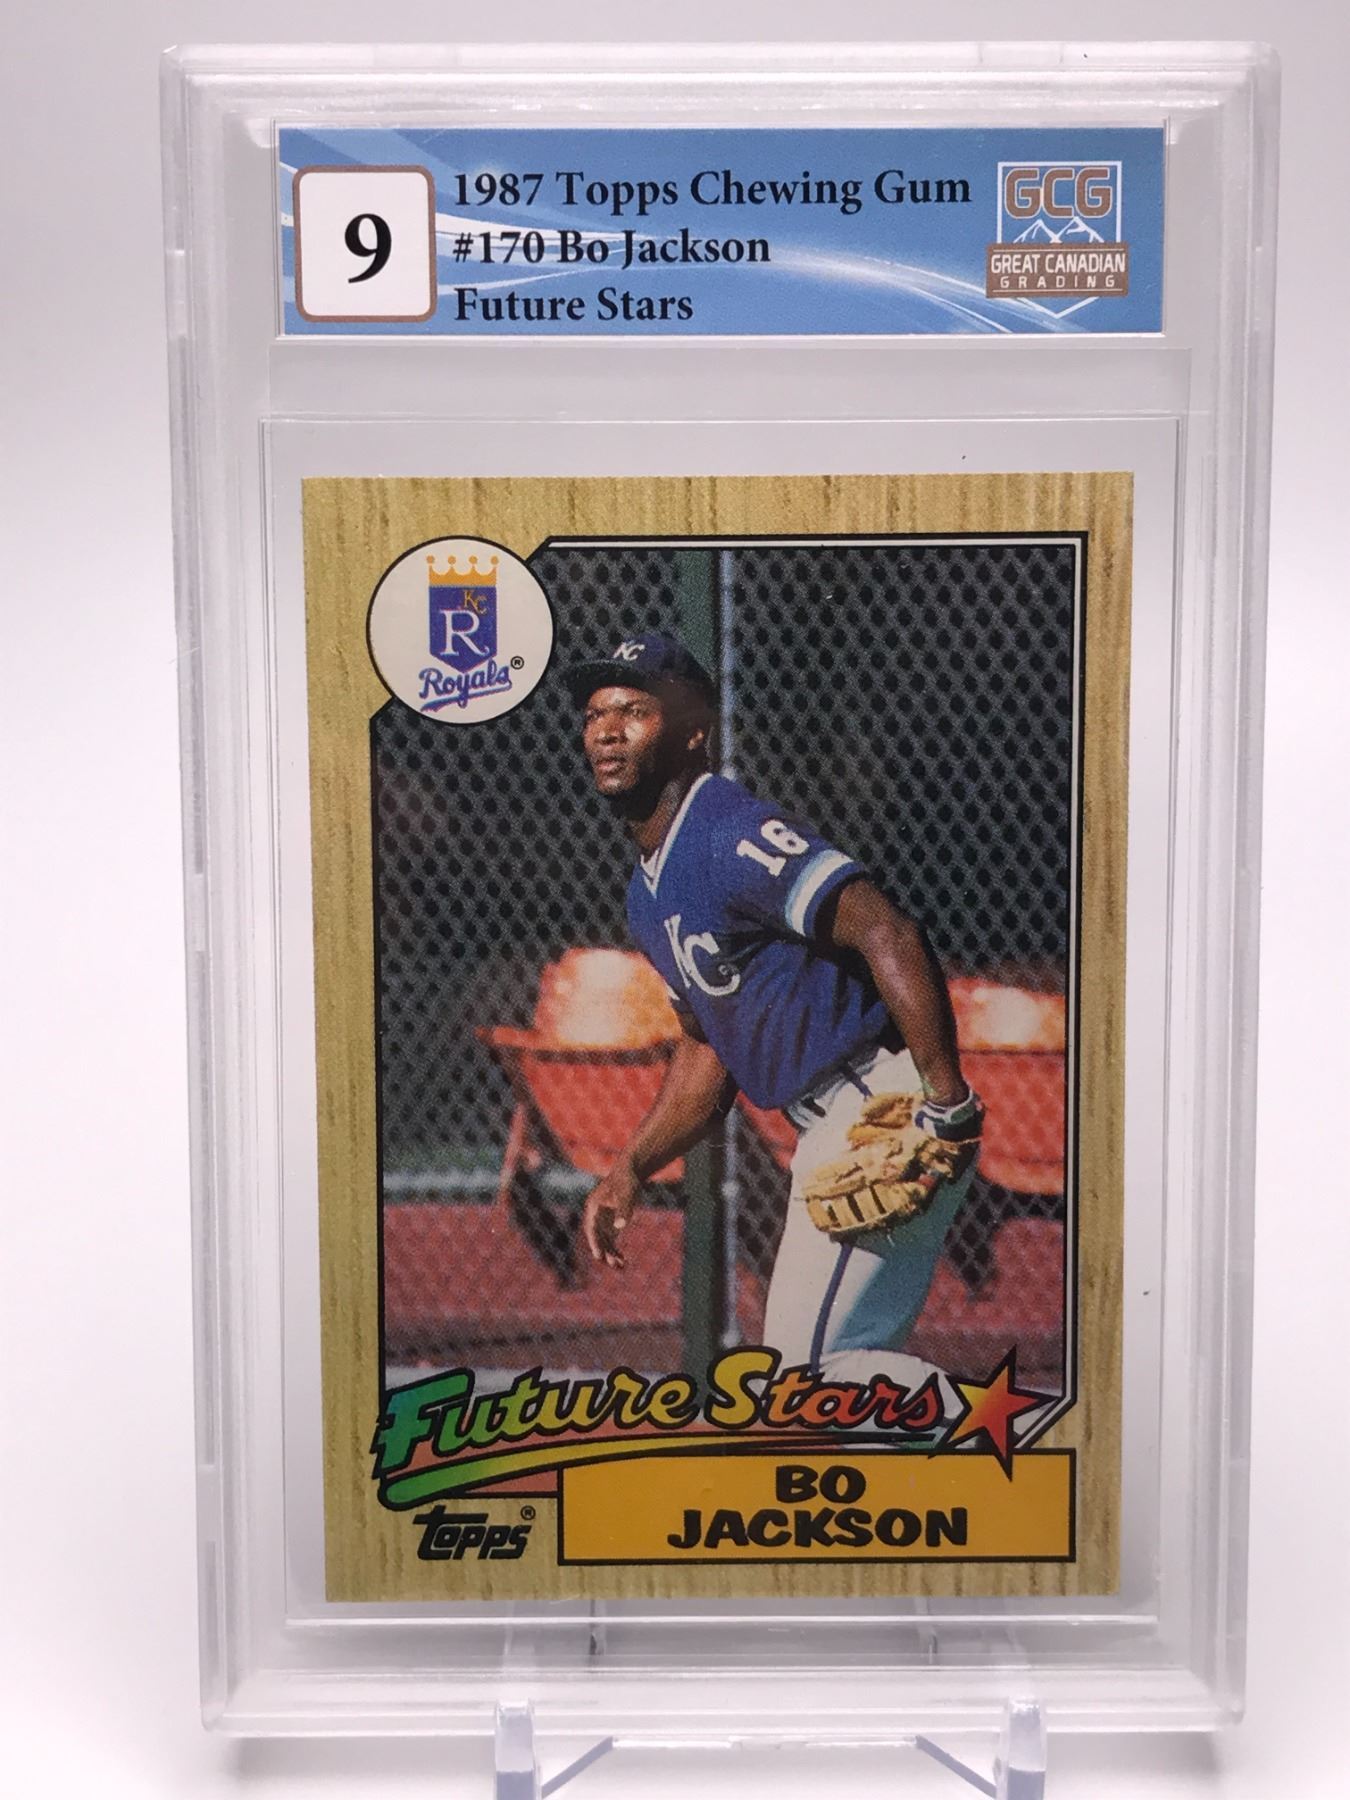 9
1987 Topps Chewing Gum
#170 Bo Jackson
Future Stars
GCG
GREAT CANADIAN
GRADING
KC
R
Royals®
KC
16
KC
Future Stars
BO
JACKSON
topps®